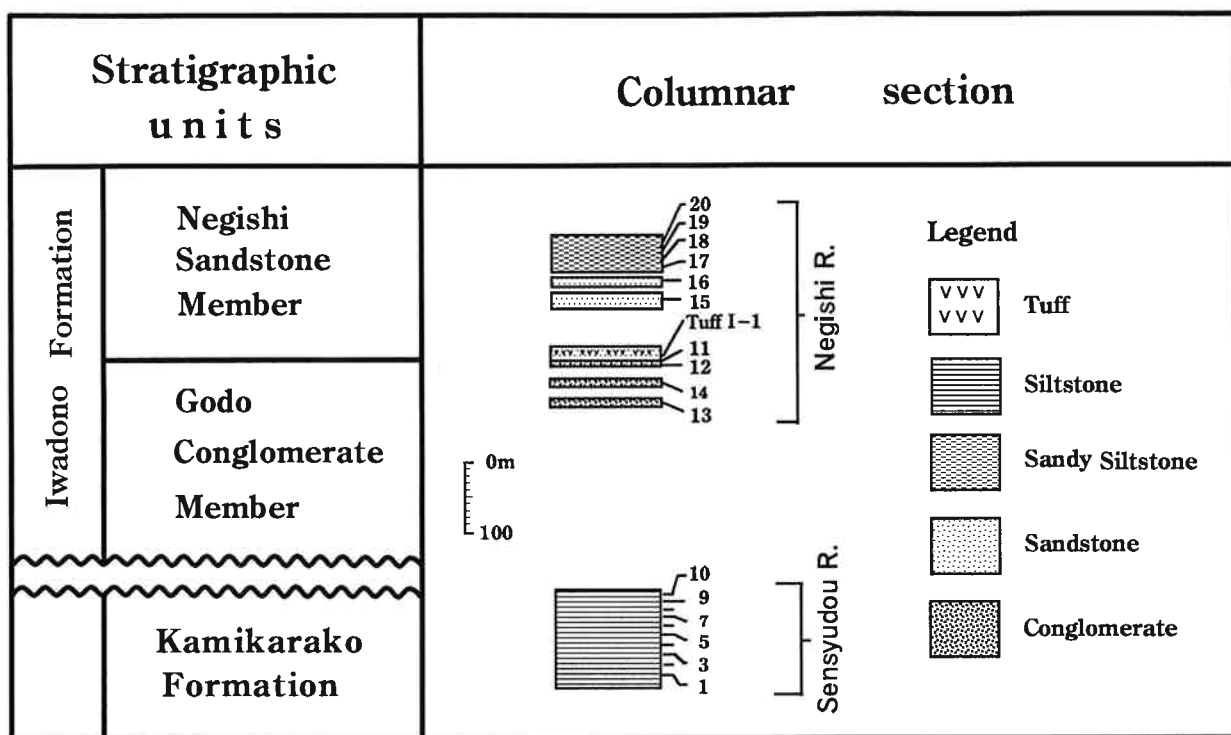 Stratigraphic
units
Columnar section
Iwadono Formation
Negishi
Sandstone
Member
Godo
Conglomerate
Member
Kamikarako
Formation
20
19
18
17
16
15
Tuff I-1
11
12
14
13
Negishi R.
0m
100
10
9
7
5
3
1
Sensyudou R.
Legend
V V V
V V V
Tuff
Siltstone
Sandy Siltstone
Sandstone
Conglomerate